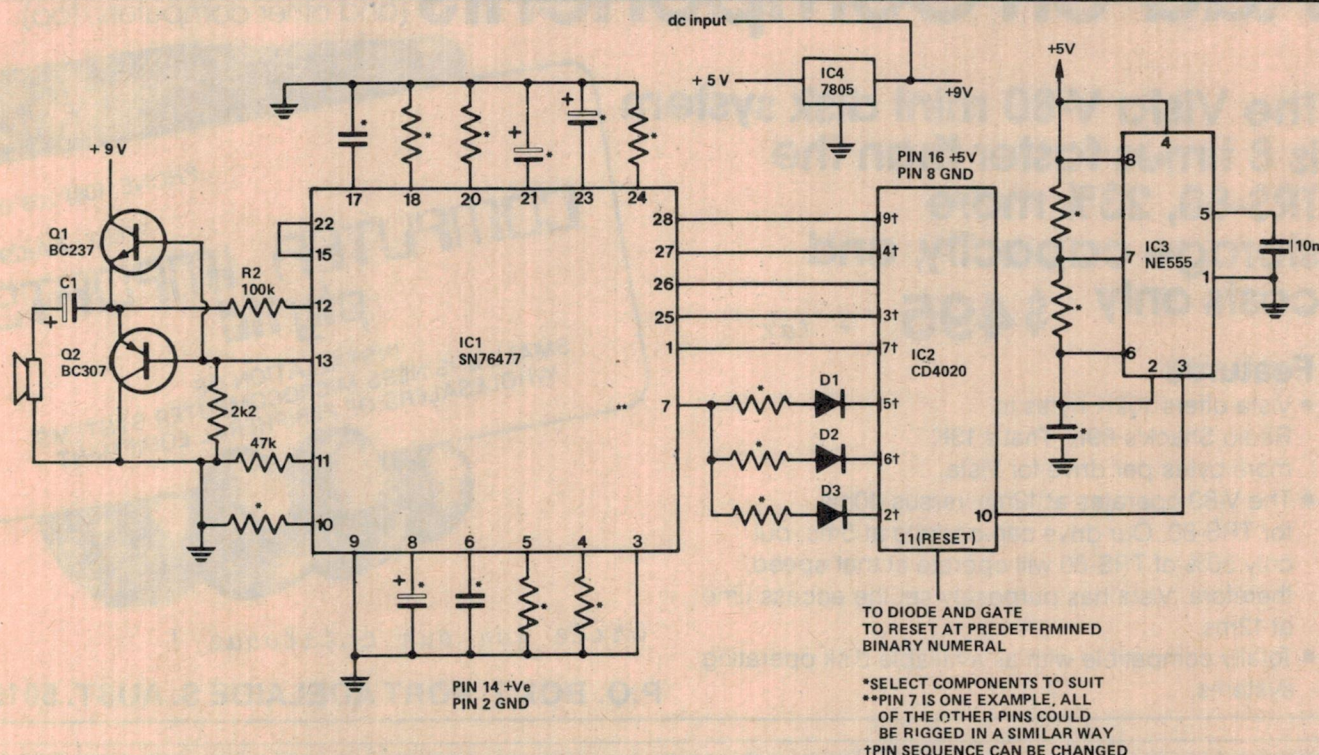 dc input
+5V
+ 5 V
IC4
7805
+9V
+ 9V
PIN 16 +5V
PIN 8 GND
17
18
20
21
23
24
4
8
Q1
BC237
22
15
28
27
26
25
1
9†
4†
3†
7†
5
7
IC3
NE555
10n
1
C1
+
R2
100k
12
IC1
SN76477
IC2
CD4020
Q2
BC307
13
6
2 3
2k2
** 7
D1
5†
47k
11
D2
6†
*
10
D3
2†
10
9
8
6
5
4
3
11(RESET)
PIN 14 +Ve
PIN 2 GND
TO DIODE AND GATE
TO RESET AT PREDETERMINED
BINARY NUMERAL
*SELECT COMPONENTS TO SUIT
**PIN 7 IS ONE EXAMPLE, ALL
OF THE OTHER PINS COULD
BE RIGGED IN A SIMILAR WAY
†PIN SEQUENCE CAN BE CHANGED